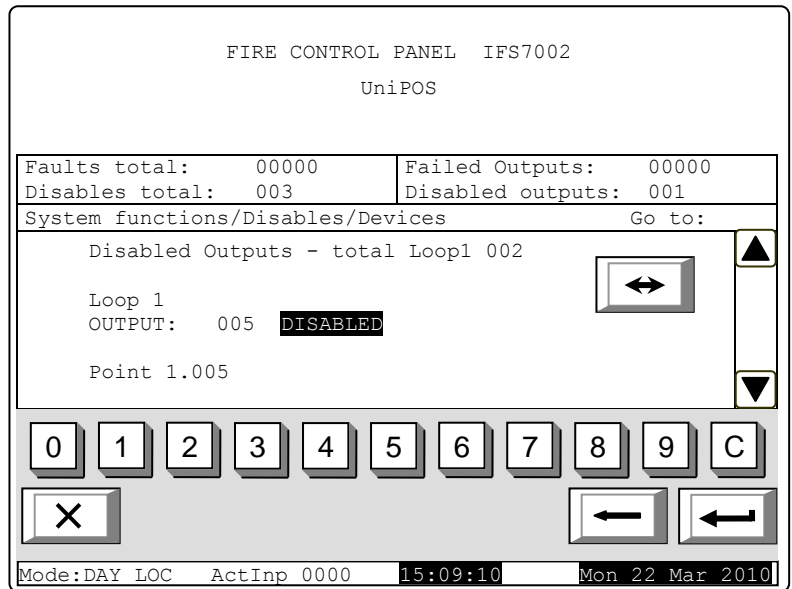 FIRE CONTROL PANEL IFS7002
UniPOS
Faults total: 00000 Failed Outputs: 00000
Disables total: 003 Disabled outputs: 001
System functions/Disables/Devices Go to:
Disabled Outputs - total Loop1 002
Loop 1
OUTPUT: 005 DISABLED
Point 1.005
0 1 2 3 4 5 6 7 8 9 C
Mode:DAY LOC ActInp 0000 15:09:10 Mon 22 Mar 2010